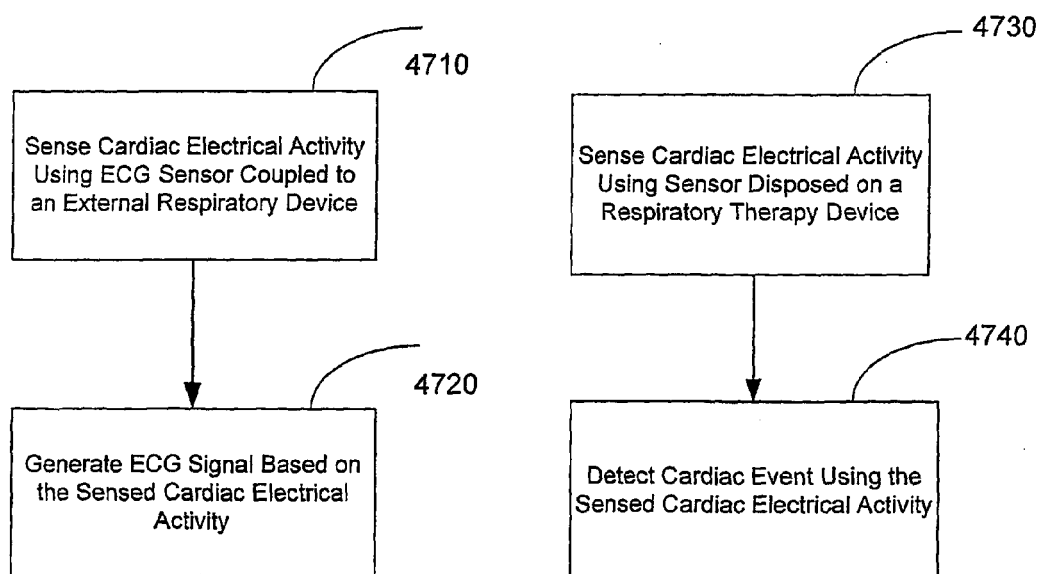 4710
Sense Cardiac Electrical Activity
Using ECG Sensor Coupled to
an External Respiratory Device
4720
Generate ECG Signal Based on
the Sensed Cardiac Electrical
Activity
4730
Sense Cardiac Electrical Activity
Using Sensor Disposed on a
Respiratory Therapy Device
4740
Detect Cardiac Event Using the
Sensed Cardiac Electrical Activity